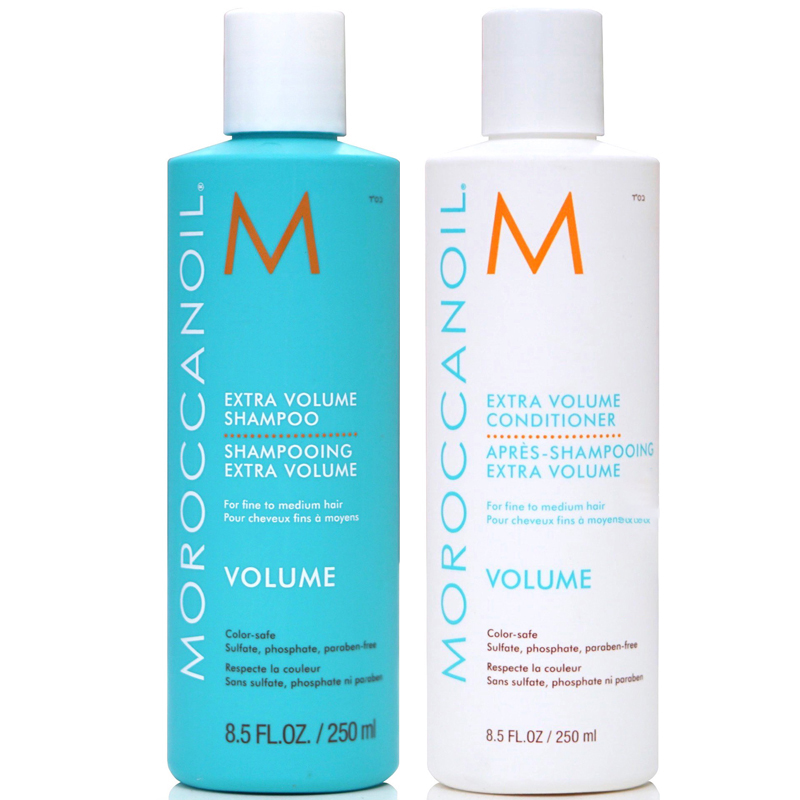 MOROCCANOIL®
M
בס"ד
EXTRA VOLUME
SHAMPOO
SHAMPOOING
EXTRA VOLUME
For fine to medium hair
Pour cheveux fins à moyens
VOLUME
Color-safe
Sulfate, phosphate, paraben-free
Respecte la couleur
Sans sulfate, phosphate ni paraben
8.5 FL.OZ. / 250 ml
MOROCCANOIL®
M
בס"ד
EXTRA VOLUME
CONDITIONER
APRÈS-SHAMPOOING
EXTRA VOLUME
For fine to medium hair
Pour cheveux fins à moyens
VOLUME
Color-safe
Sulfate, phosphate, paraben-free
Respecte la couleur
Sans sulfate, phosphate ni paraben
8.5 FL.OZ. / 250 ml